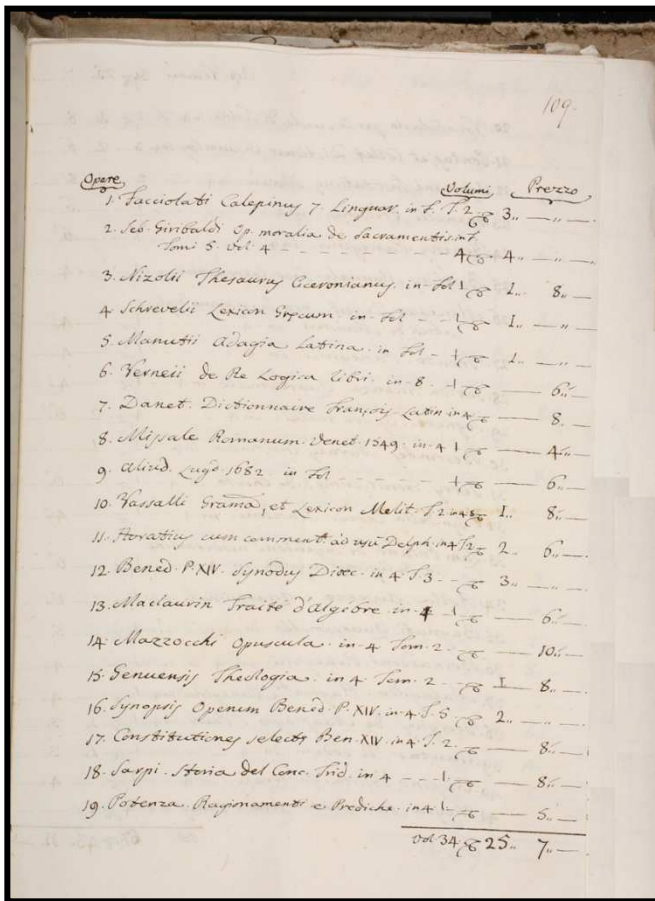 109.
Opere Volumi Prezzo
1. Facciolati Calepinus 7. Linguar. in f. T. 2 3,, — ,, —
2. Seb. Giribaldi Op. moralia de Sacramentis in f.
Tomi 5. Vol. 4 - - - - - - - - - 4 4,, — ,, —
3. Nizolii Thesaurus Ciceronianus. in fol 1 1,, 8,, —
4. Schrevelii Lexicon Grecum. in fol - - 1 1,, — ,,
5. Manutii Adagia Latina. in fol - 1 1,, — ,,
6. Verneii de Re Logica libri. in 8. - 1 — 6,, —
7. Danet. Dictionnaire françois Latin in 4 — 8. —
8. Missale Romanum. Venet. 1549. in 4 1 — 4,, —
9. Aliud. Lugd. 1682. in fol - 1 — 6,, —
10. Vassalli Gramã, et Lexicon Melit. T. 2 in 4 1,, 8,, —
11. Horatius cum comment. ad usũ Delph. in 4 T. 2 2,, 6,, —
12. Bened. P. XIV. Synodus Dioec. in 4 T. 3 - - 3,, — ,, —
13. Maclaurin Traité d'algèbre. in 4 - 1 — 6,, —
14. Mazzocchi Opuscula. in 4 Tom. 2 - — 10,, —
15. Genuensis Theologia. in 4 Tom. 2 - - 1 8,, —
16. Synopsis Operum Bened. P. XIV. in 4 T. 5 2,, — ,, —
17. Constitutiones select. Ben. XIV. in 4 T. 2. — 8,, —
18. Sarpi. Storia del Conc. Trid. in 4 - - - 1 — 8,, —
19. Potenza. Ragionamenti e Prediche. in 4 1 — 5,, —
Vol 34 25,, 7,, —